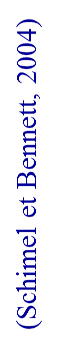 (Schimel et Bennett, 2004)